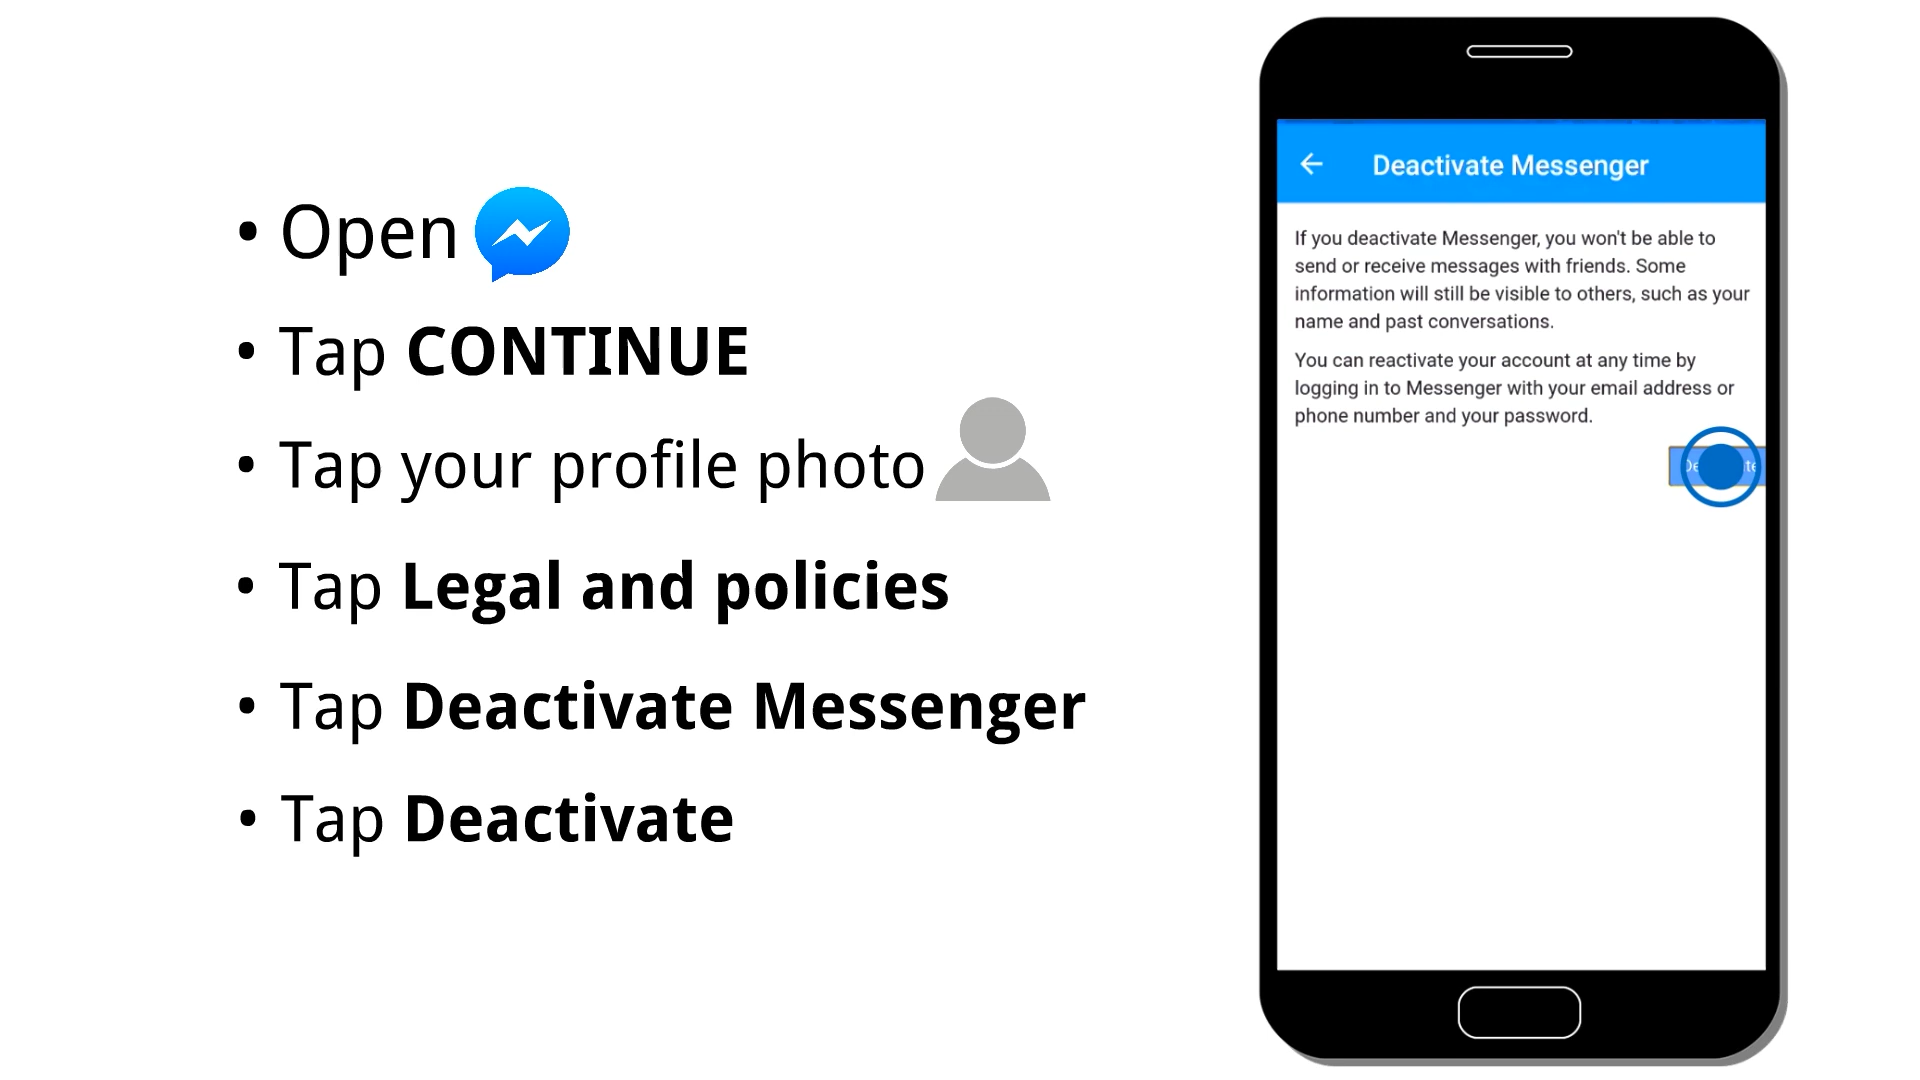 • Open
• Tap CONTINUE
• Tap your profile photo
• Tap Legal and policies
• Tap Deactivate Messenger
• Tap Deactivate
Deactivate Messenger
If you deactivate Messenger, you won't be able to
send or receive messages with friends. Some
information will still be visible to others, such as your
name and past conversations.
You can reactivate your account at any time by
logging in to Messenger with your email address or
phone number and your password.